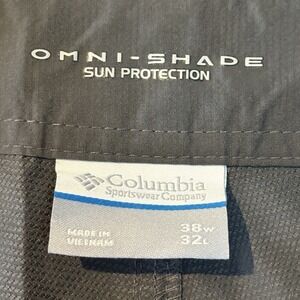 OMNI-SHADE
SUN PROTECTION
Columbia
Sportswear Company
MADE IN
VIETNAM
38W
32L